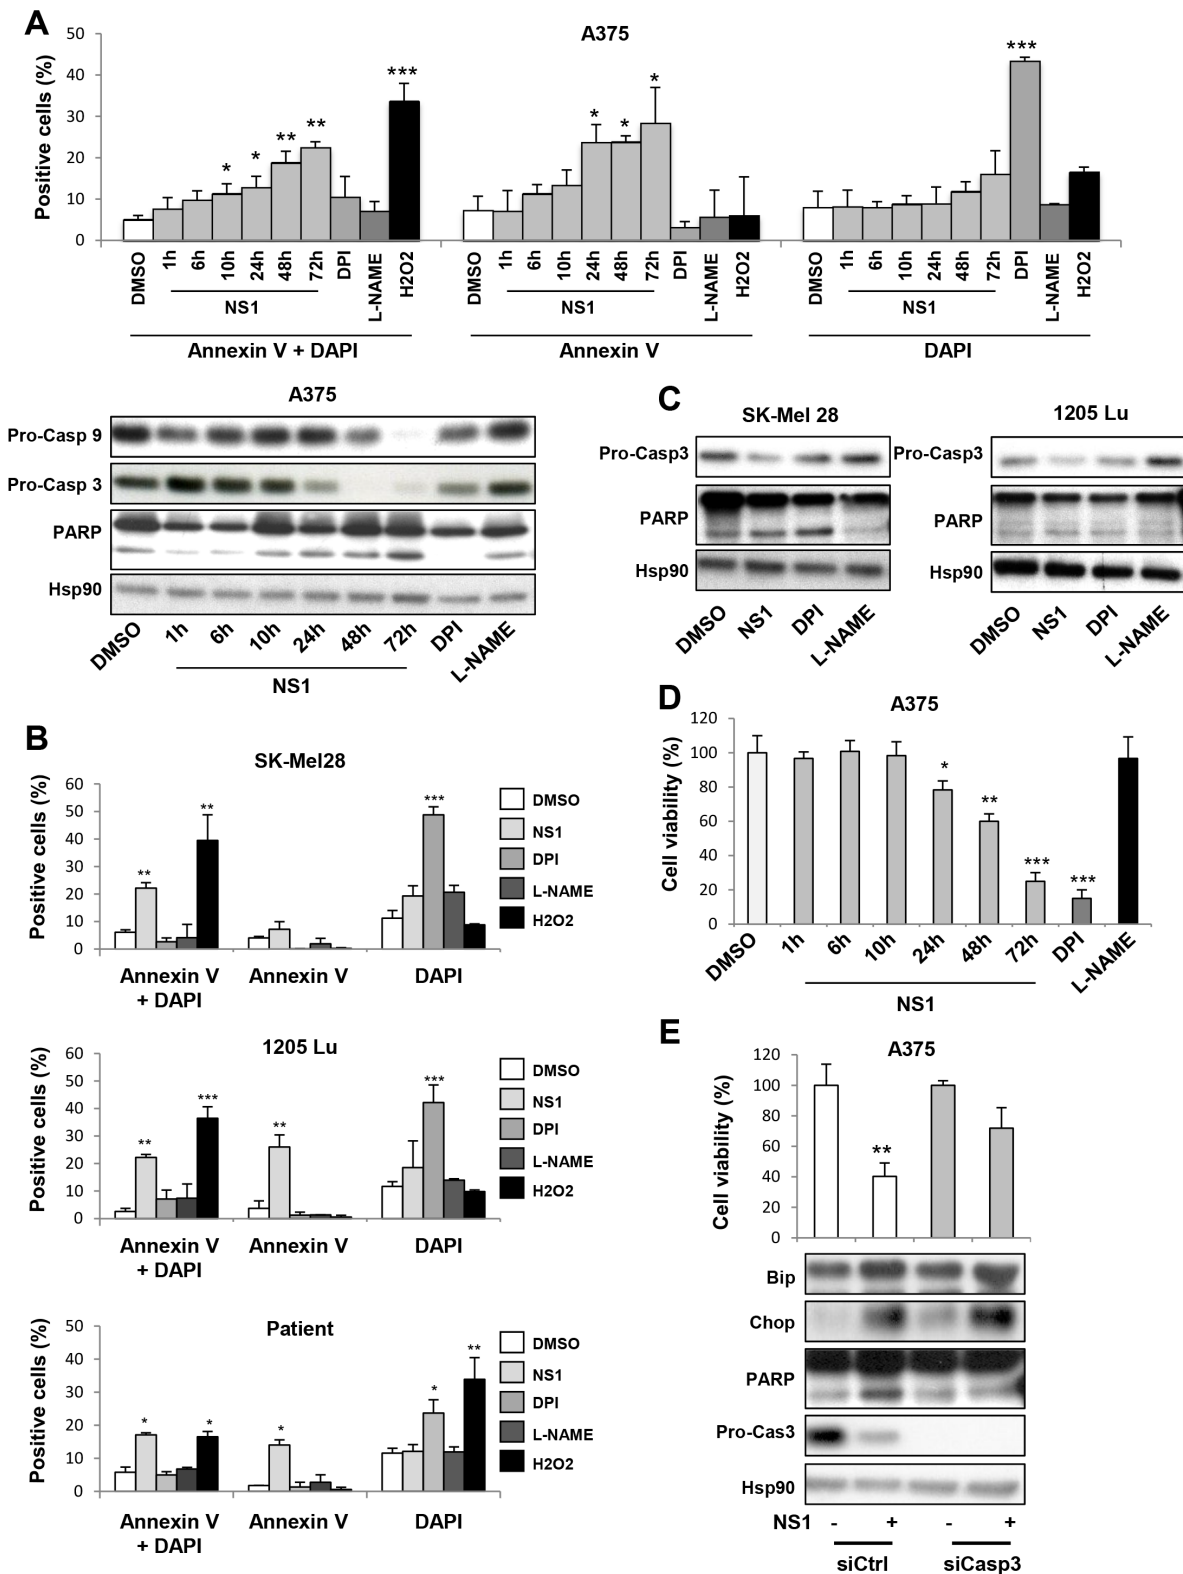 A
A375
Positive cells (%)
50
40
30
20
10
0
*
*
**
**
***
*
*
*
***
DMSO 1h 6h 10h 24h 48h 72h DPI L-NAME H2O2
NS1
Annexin V + DAPI
DMSO 1h 6h 10h 24h 48h 72h DPI L-NAME H2O2
NS1
Annexin V
DMSO 1h 6h 10h 24h 48h 72h DPI L-NAME H2O2
NS1
DAPI
A375
Pro-Casp 9
Pro-Casp 3
PARP
Hsp90
DMSO 1h 6h 10h 24h 48h 72h DPI L-NAME
NS1
B
SK-Mel28
Positive cells (%)
60
50
40
30
20
10
0
**
**
***
DMSO
NS1
DPI
L-NAME
H2O2
Annexin V
+ DAPI
Annexin V
DAPI
1205 Lu
Positive cells (%)
60
50
40
30
20
10
0
**
***
**
***
DMSO
NS1
DPI
L-NAME
H2O2
Annexin V
+ DAPI
Annexin V
DAPI
Patient
Positive cells (%)
50
40
30
20
10
0
*
*
*
*
**
DMSO
NS1
DPI
L-NAME
H2O2
Annexin V
+ DAPI
Annexin V
DAPI
C
SK-Mel 28
Pro-Casp3
PARP
Hsp90
DMSO NS1 DPI L-NAME
1205 Lu
Pro-Casp3
PARP
Hsp90
DMSO NS1 DPI L-NAME
D
A375
Cell viability (%)
120
100
80
60
40
20
0
*
**
***
***
DMSO 1h 6h 10h 24h 48h 72h DPI L-NAME
NS1
E
A375
Cell viability (%)
120
100
80
60
40
20
0
**
Bip
Chop
PARP
Pro-Cas3
Hsp90
NS1 - + - +
siCtrl siCasp3